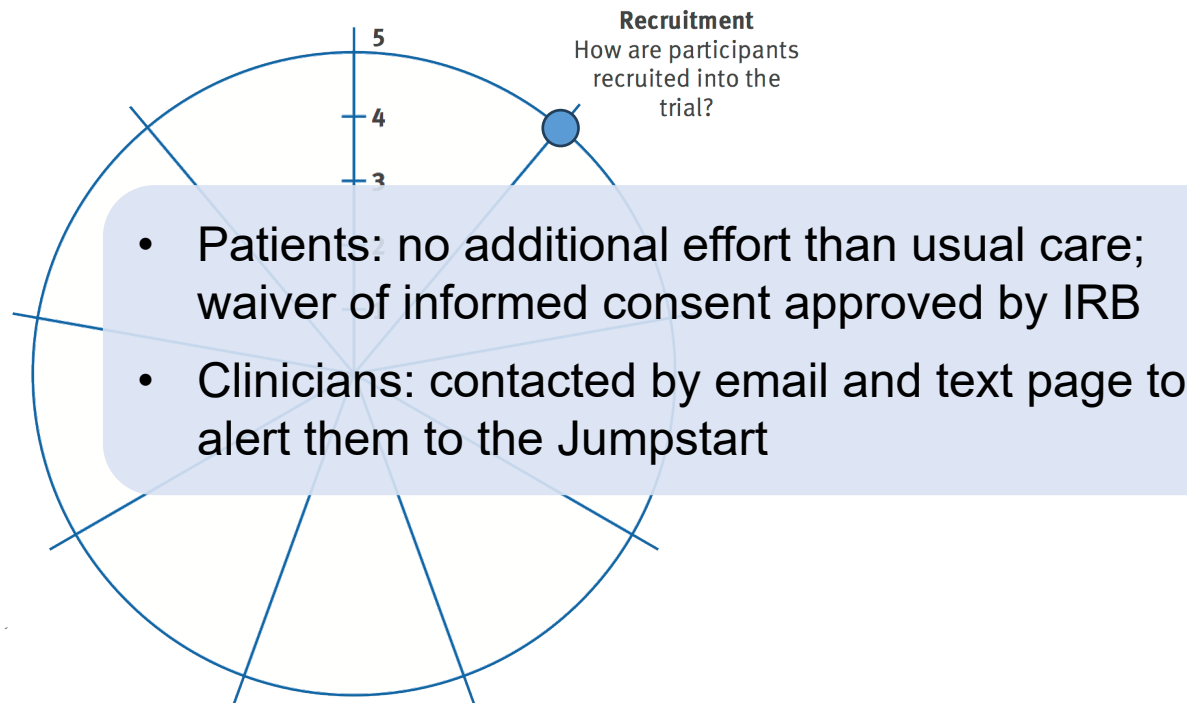 Recruitment
How are participants
recruited into the
trial?
5
4
3
2
• Patients: no additional effort than usual care;
waiver of informed consent approved by IRB
• Clinicians: contacted by email and text page to
alert them to the Jumpstart